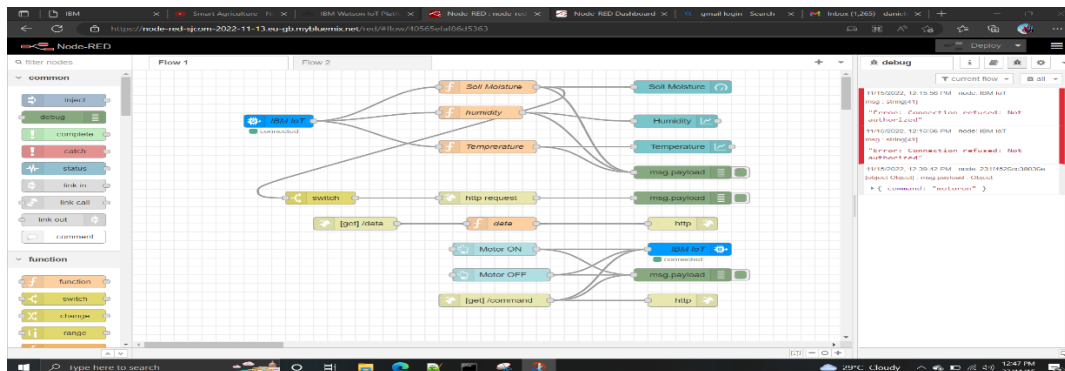 IBM
Smart Agriculture
IBM Watson IoT Platf
Node-RED : node-red
Node-RED Dashboard
gmail login - Search
Inbox (1,265)
https://node-red-sjcom-2022-11-13.eu-gb.mybluemix.net/red/#flow/40565efaf86d5363
Node-RED
Deploy
filter nodes
Flow 1
Flow 2
debug
common
current flow
all
inject
debug
complete
catch
status
link in
link call
link out
comment
function
function
switch
change
range
IBM IoT
connected
Soil Moisture
humidity
Temprerature
Soil Moisture
Humidity
Temperature
msg.payload
switch
http request
msg.payload
[get] /data
data
http
Motor ON
IBM IoT
connected
Motor OFF
msg.payload
[get] /command
http
11/15/2022, 12:15:56 PM node: IBM IoT
msg : string[41]
"Error: Connection refused: Not
authorized"
node: IBM IoT
msg : string[41]
"Error: Connection refused: Not
authorized"
11/15/2022, 12:39:42 PM
msg.payload : Object
{ command: "motoron" }
Type here to search
29°C Cloudy
12:47 PM